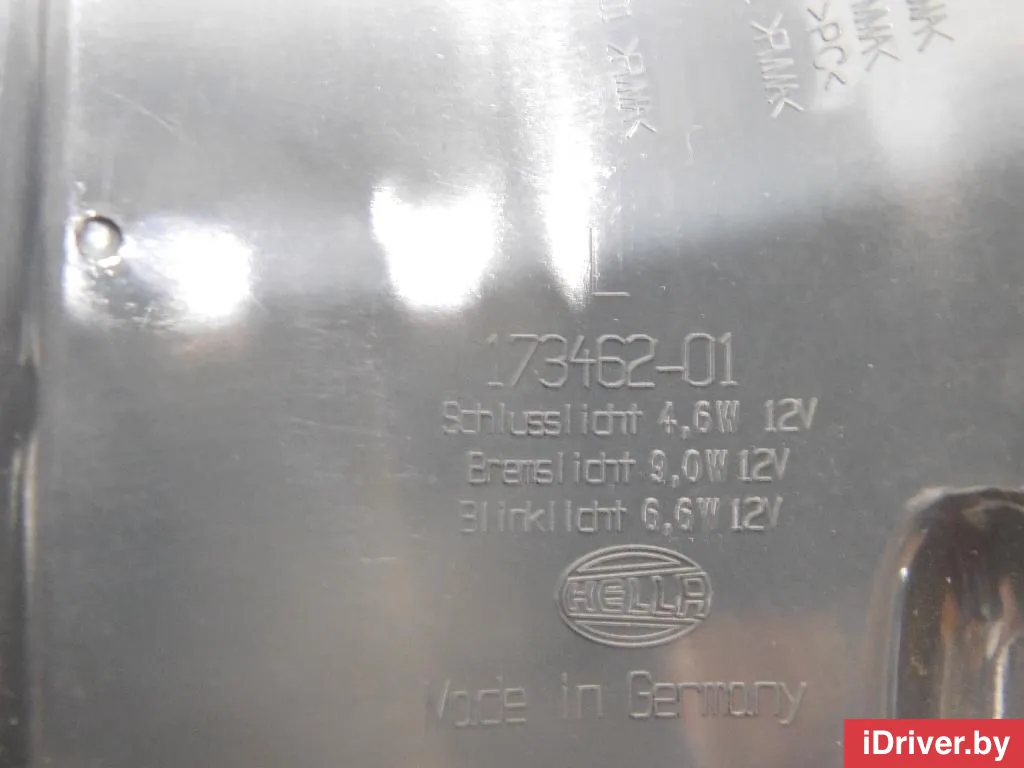 >PC<
L
173462-01
Schlusslicht 4,6W 12V
Bremslicht 9,0W 12V
Blinklicht 6,6W 12V
HELLA
Made in Germany
iDriver.by